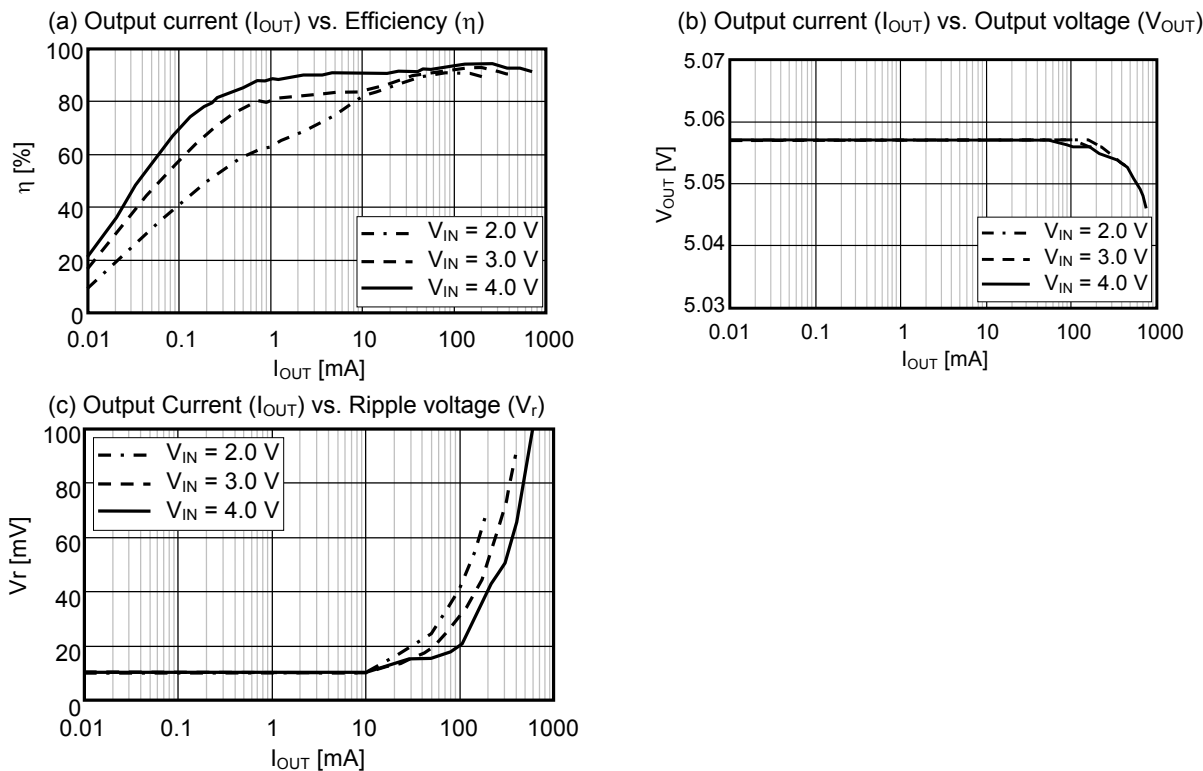 (a) Output current (IOUT) vs. Efficiency (η)
100
80
60
40
20
0
η [%]
VIN = 2.0 V
VIN = 3.0 V
VIN = 4.0 V
0.01 0.1 1 10 100 1000
IOUT [mA]
(b) Output current (IOUT) vs. Output voltage (VOUT)
5.07
5.06
5.05
5.04
5.03
VOUT [V]
VIN = 2.0 V
VIN = 3.0 V
VIN = 4.0 V
0.01 0.1 1 10 100 1000
IOUT [mA]
(c) Output Current (IOUT) vs. Ripple voltage (Vr)
100
80
60
40
20
0
Vr [mV]
VIN = 2.0 V
VIN = 3.0 V
VIN = 4.0 V
0.01 0.1 1 10 100 1000
IOUT [mA]